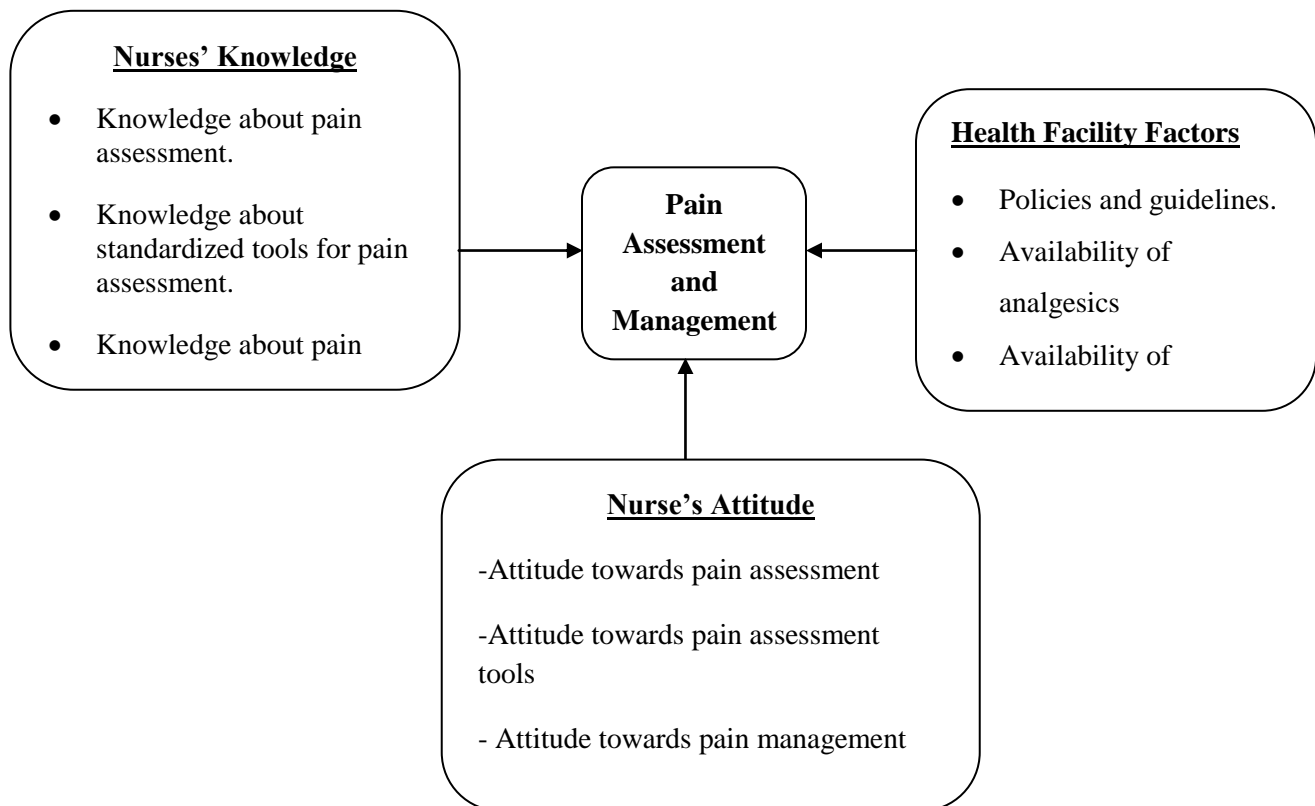 Nurses’ Knowledge
• Knowledge about pain
assessment.
• Knowledge about
standardized tools for pain
assessment.
• Knowledge about pain
Pain
Assessment
and
Management
Health Facility Factors
• Policies and guidelines.
• Availability of
analgesics
• Availability of
Nurse’s Attitude
-Attitude towards pain assessment
-Attitude towards pain assessment
tools
- Attitude towards pain management